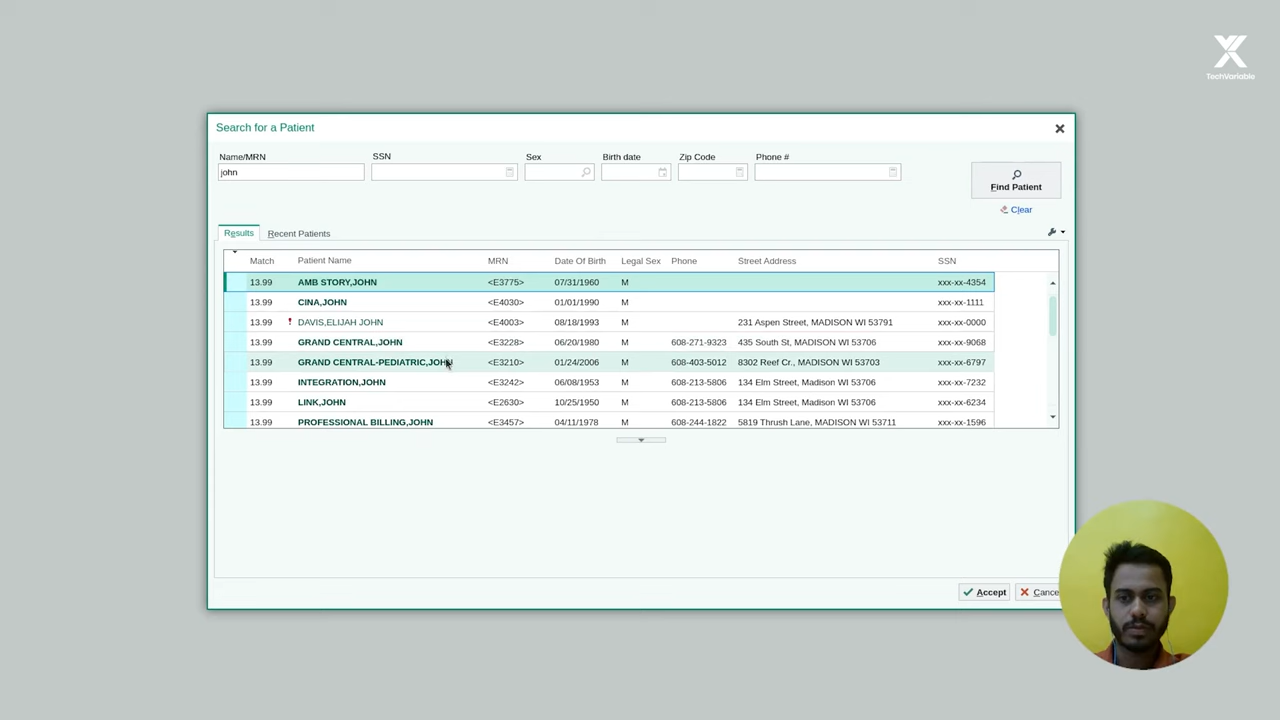 TechVariable
Search for a Patient
Name/MRN SSN Sex Birth date Zip Code Phone #
john
Find Patient
Clear
Results Recent Patients
Match Patient Name MRN Date Of Birth Legal Sex Phone Street Address SSN
13.99 AMB STORY,JOHN <E3775> 07/31/1960 M xxx-xx-4354
13.99 CINA,JOHN <E4030> 01/01/1990 M xxx-xx-1111
13.99 ! DAVIS,ELIJAH JOHN <E4003> 08/18/1993 M 231 Aspen Street, MADISON WI 53791 xxx-xx-0000
13.99 GRAND CENTRAL,JOHN <E3228> 06/20/1980 M 608-271-9323 435 South St, MADISON WI 53706 xxx-xx-9068
13.99 GRAND CENTRAL-PEDIATRIC,JOHN <E3210> 01/24/2006 M 608-403-5012 8302 Reef Cr., MADISON WI 53703 xxx-xx-6797
13.99 INTEGRATION,JOHN <E3242> 06/08/1953 M 608-213-5806 134 Elm Street, Madison WI 53706 xxx-xx-7232
13.99 LINK,JOHN <E2630> 10/25/1950 M 608-213-5806 134 Elm Street, Madison WI 53706 xxx-xx-6234
13.99 PROFESSIONAL BILLING,JOHN <E3457> 04/11/1978 M 608-244-1822 5819 Thrush Lane, MADISON WI 53711 xxx-xx-1596
Accept Cance